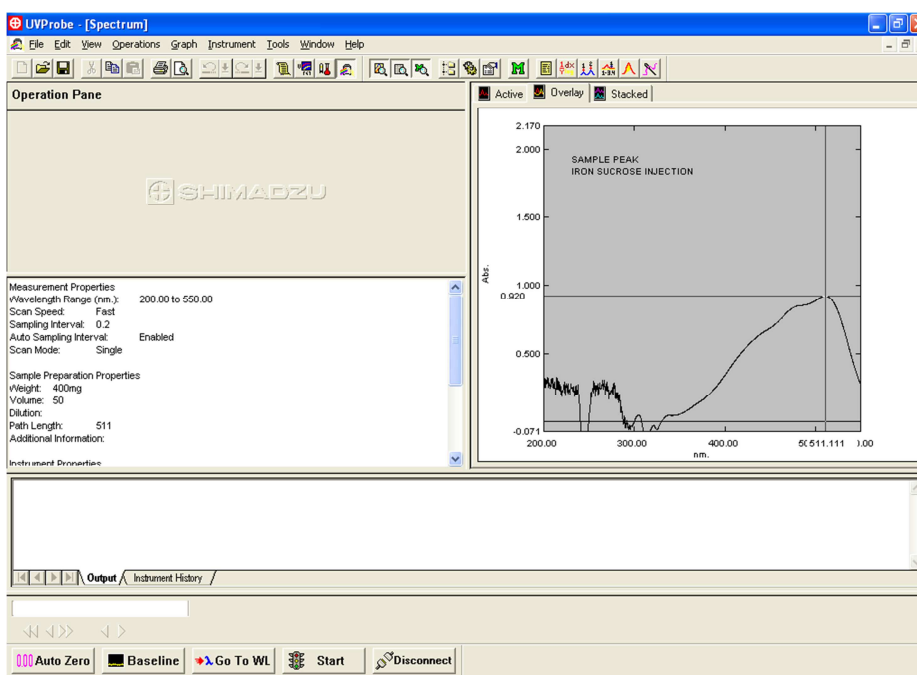 UVProbe - [Spectrum]
File Edit View Operations Graph Instrument Tools Window Help
Operation Pane
SHIMADZU
Measurement Properties
Wavelength Range (nm.): 200.00 to 550.00
Scan Speed: Fast
Sampling Interval: 0.2
Auto Sampling Interval: Enabled
Scan Mode: Single
Sample Preparation Properties
Weight: 400mg
Volume: 50
Dilution:
Path Length: 511
Additional Information:
Instrument Properties
Active Overlay Stacked
SAMPLE PEAK
IRON SUCROSE INJECTION
2.170
2.000
1.500
1.000
0.920
0.500
-0.071
Abs.
200.00 300.00 400.00 511.111
nm.
Output Instrument History
Auto Zero Baseline Go To WL Start Disconnect